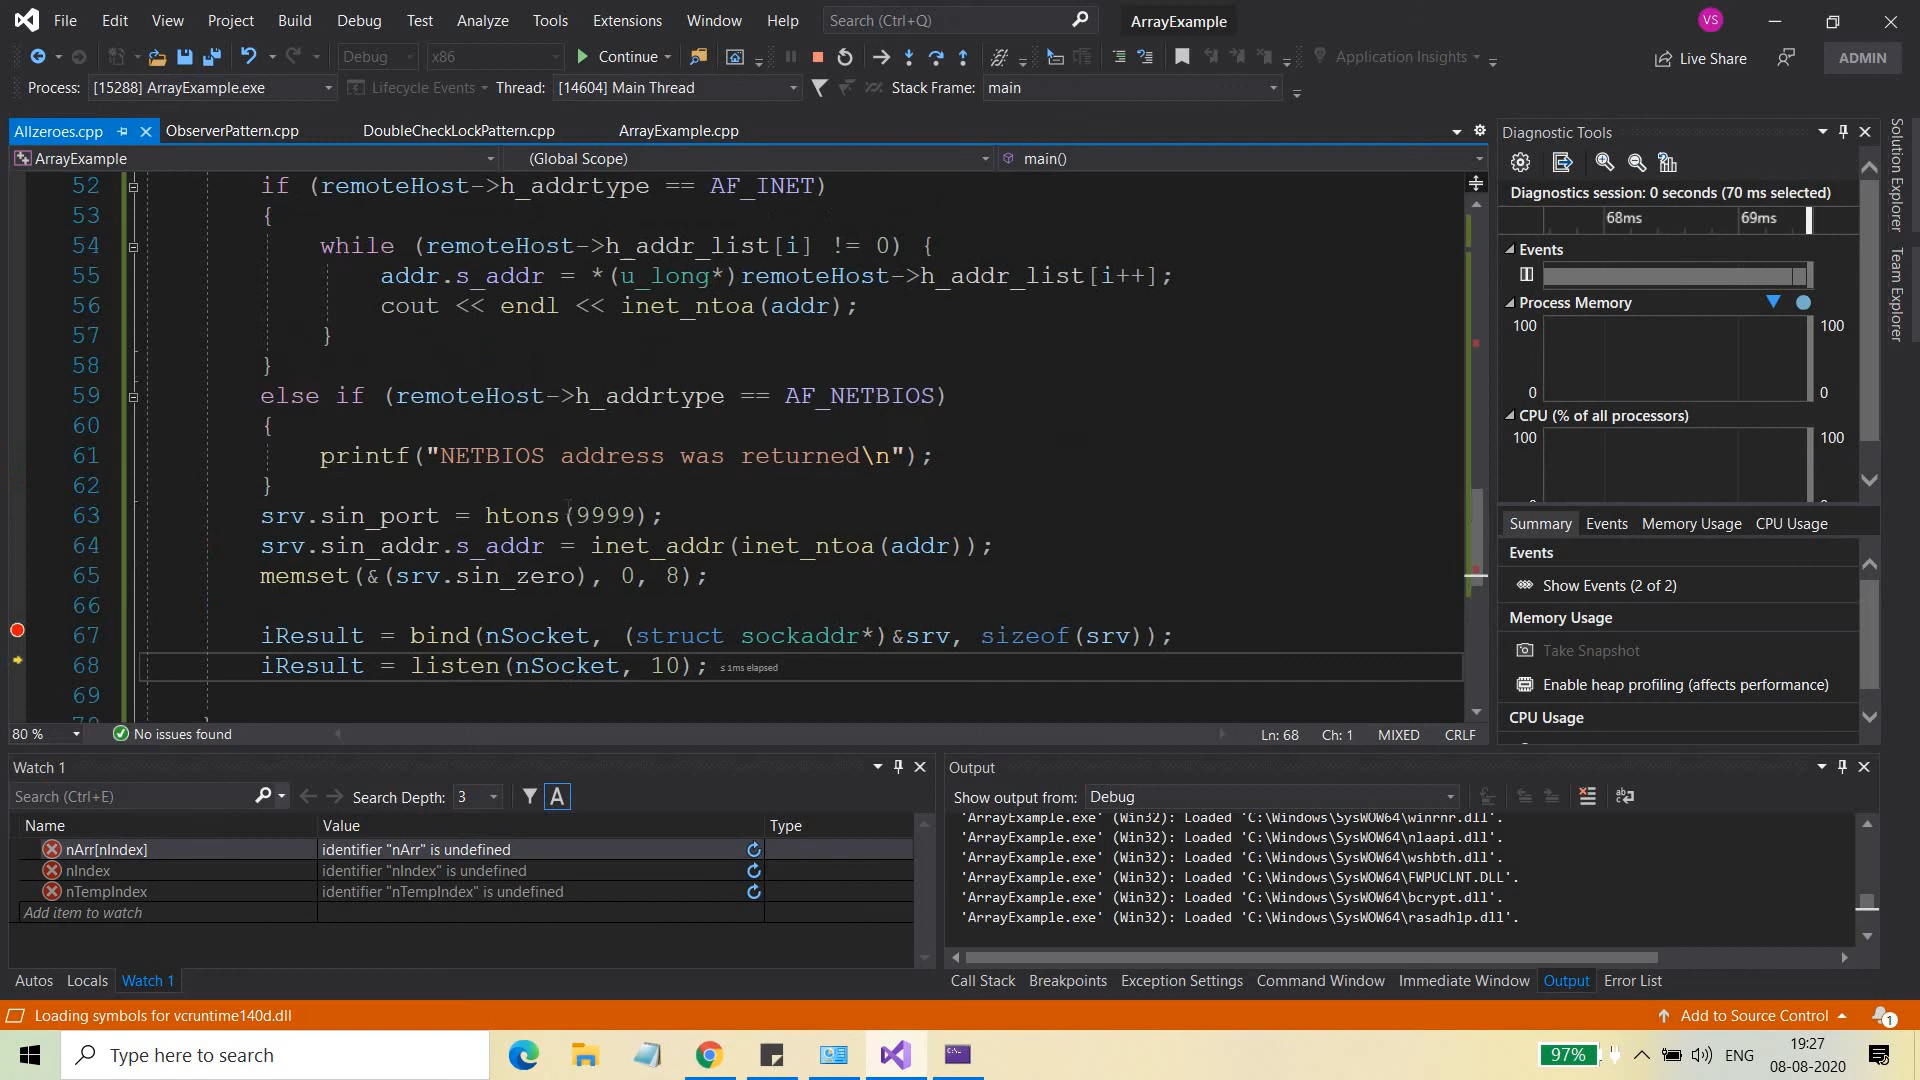 File Edit View Project Build Debug Test Analyze Tools Extensions Window Help Search (Ctrl+Q) ArrayExample VS
Debug x86 Continue Application Insights Live Share ADMIN
Process: [15288] ArrayExample.exe Lifecycle Events Thread: [14604] Main Thread Stack Frame: main
Allzeroes.cpp ObserverPattern.cpp DoubleCheckLockPattern.cpp ArrayExample.cpp
ArrayExample (Global Scope) main()
52 if (remoteHost->h_addrtype == AF_INET)
53 {
54 while (remoteHost->h_addr_list[i] != 0) {
55 addr.s_addr = *(u_long*)remoteHost->h_addr_list[i++];
56 cout << endl << inet_ntoa(addr);
57 }
58 }
59 else if (remoteHost->h_addrtype == AF_NETBIOS)
60 {
61 printf("NETBIOS address was returned\n");
62 }
63 srv.sin_port = htons(9999);
64 srv.sin_addr.s_addr = inet_addr(inet_ntoa(addr));
65 memset(&(srv.sin_zero), 0, 8);
66
67 iResult = bind(nSocket, (struct sockaddr*)&srv, sizeof(srv));
68 iResult = listen(nSocket, 10); ≤ 1ms elapsed
69
80 % No issues found Ln: 68 Ch: 1 MIXED CRLF
Diagnostic Tools
Diagnostics session: 0 seconds (70 ms selected)
68ms 69ms
Events
Process Memory
100 100
0 0
CPU (% of all processors)
100 100
Summary Events Memory Usage CPU Usage
Events
Show Events (2 of 2)
Memory Usage
Take Snapshot
Enable heap profiling (affects performance)
CPU Usage
Solution Explorer
Team Explorer
Watch 1
Search (Ctrl+E) Search Depth: 3 A
Name Value Type
nArr[nIndex] identifier "nArr" is undefined
nIndex identifier "nIndex" is undefined
nTempIndex identifier "nTempIndex" is undefined
Add item to watch
Autos Locals Watch 1
Output
Show output from: Debug
'ArrayExample.exe' (Win32): Loaded 'C:\Windows\SysWOW64\winrnr.dll'.
'ArrayExample.exe' (Win32): Loaded 'C:\Windows\SysWOW64\nlaapi.dll'.
'ArrayExample.exe' (Win32): Loaded 'C:\Windows\SysWOW64\wshbth.dll'.
'ArrayExample.exe' (Win32): Loaded 'C:\Windows\SysWOW64\FWPUCLNT.DLL'.
'ArrayExample.exe' (Win32): Loaded 'C:\Windows\SysWOW64\bcrypt.dll'.
'ArrayExample.exe' (Win32): Loaded 'C:\Windows\SysWOW64\rasadhlp.dll'.
Call Stack Breakpoints Exception Settings Command Window Immediate Window Output Error List
Loading symbols for vcruntime140d.dll Add to Source Control 1
Type here to search 97% ENG 19:27
08-08-2020